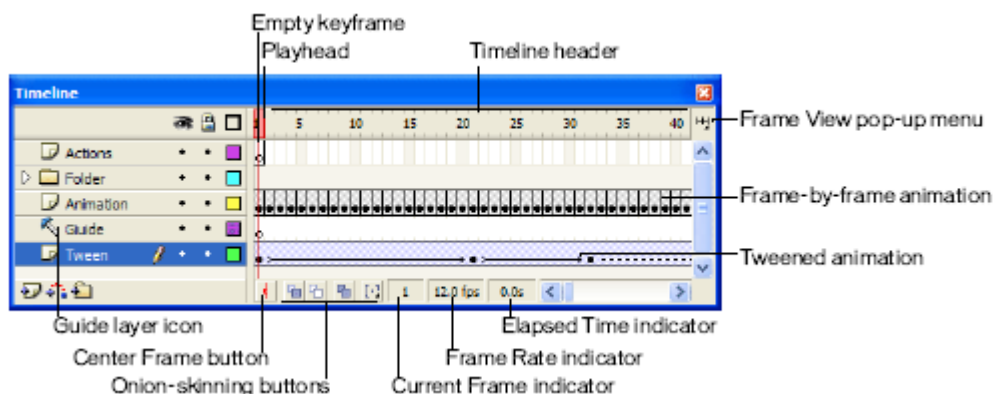 Empty keyframe
Playhead
Timeline header
Timeline
5 10 15 20 25 30 35 40
Frame View pop-up menu
Actions
Folder
Animation
Frame-by-frame animation
Guide
Tween
Tweened animation
1 12.0 fps 0.0s
Guide layer icon
Elapsed Time indicator
Center Frame button
Frame Rate indicator
Onion-skinning buttons
Current Frame indicator